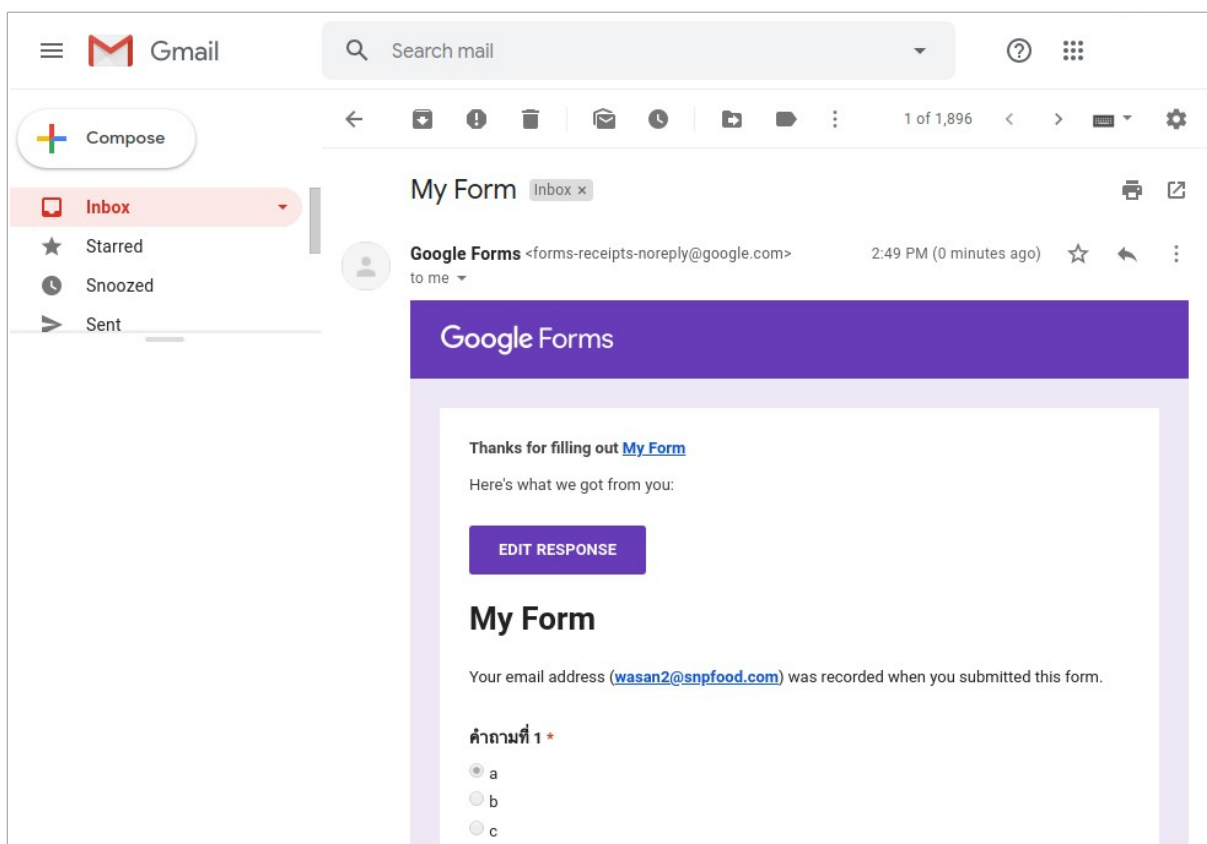 Gmail
Search mail
Compose
1 of 1,896
Inbox
Starred
Snoozed
Sent
My Form Inbox ×
Google Forms <forms-receipts-noreply@google.com> 2:49 PM (0 minutes ago)
to me
Google Forms
Thanks for filling out My Form
Here's what we got from you:
EDIT RESPONSE
My Form
Your email address (wasan2@snpfood.com) was recorded when you submitted this form.
คำถามที่ 1 *
a
b
c